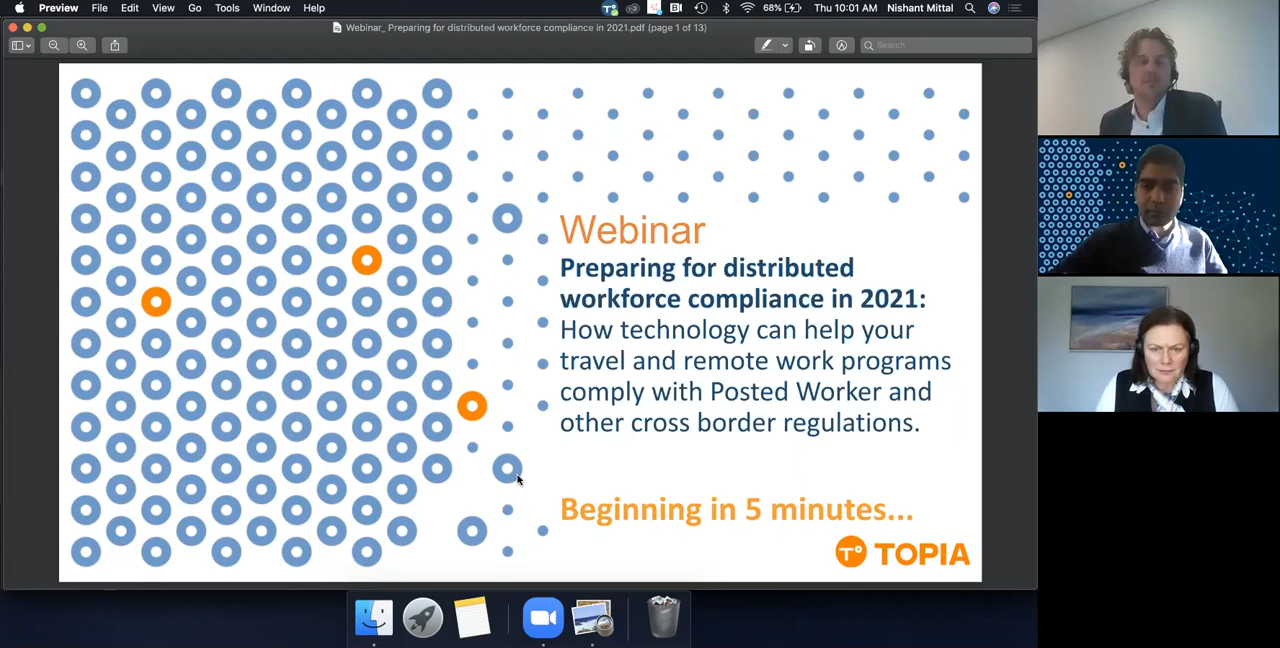 Preview File Edit View Go Tools Window Help
68% Thu 10:01 AM Nishant Mittal
Webinar_ Preparing for distributed workforce compliance in 2021.pdf (page 1 of 13)
Search
Webinar
Preparing for distributed
workforce compliance in 2021:
How technology can help your
travel and remote work programs
comply with Posted Worker and
other cross border regulations.
Beginning in 5 minutes...
T° TOPIA